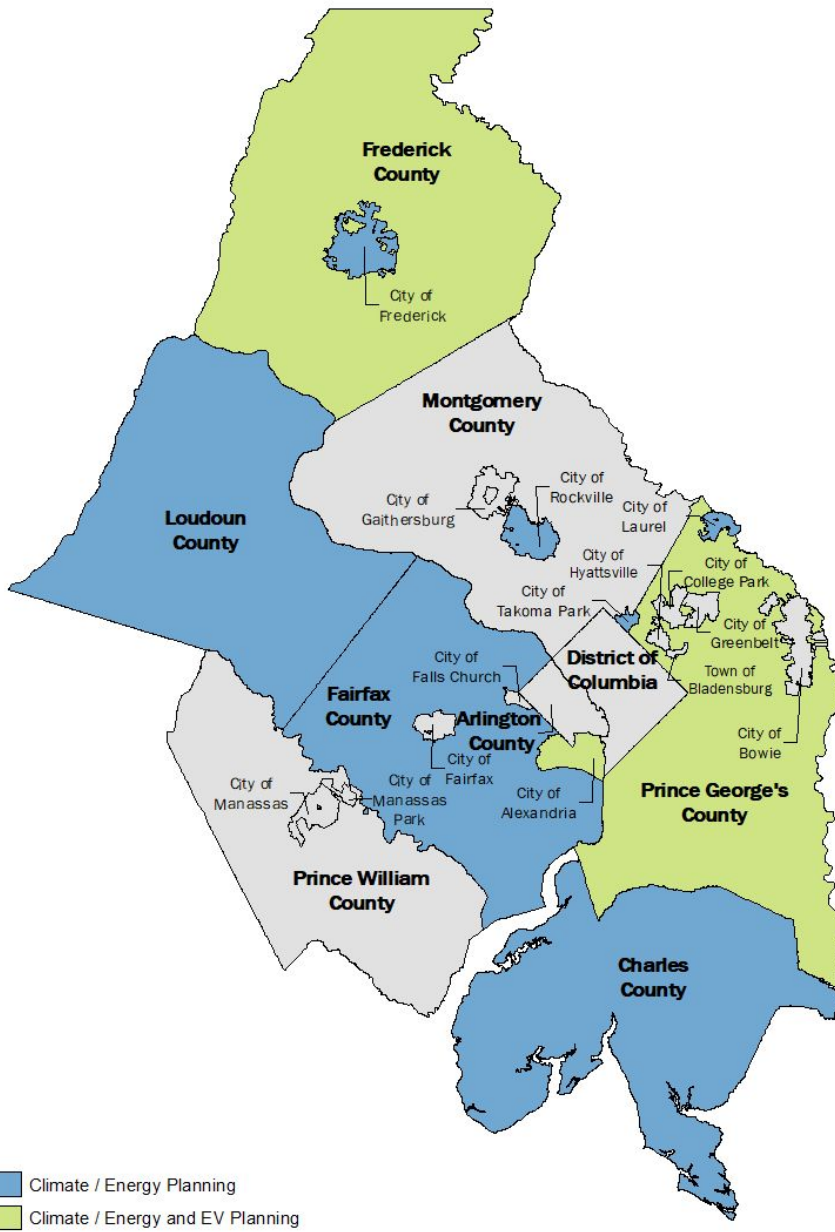 Frederick
County
City of
Frederick
Montgomery
County
City of
Rockville
City of
Gaithersburg
City of
Laurel
Loudoun
County
City of
Hyattsville
City of
College Park
City of
Takoma Park
City of
Greenbelt
City of
Falls Church
District of
Columbia
Town of
Bladensburg
Fairfax
County
Arlington
County
City of
Bowie
City of
Fairfax
City of
Manassas
City of
Manassas
Park
City of
Alexandria
Prince George's
County
Prince William
County
Charles
County
Climate / Energy Planning
Climate / Energy and EV Planning